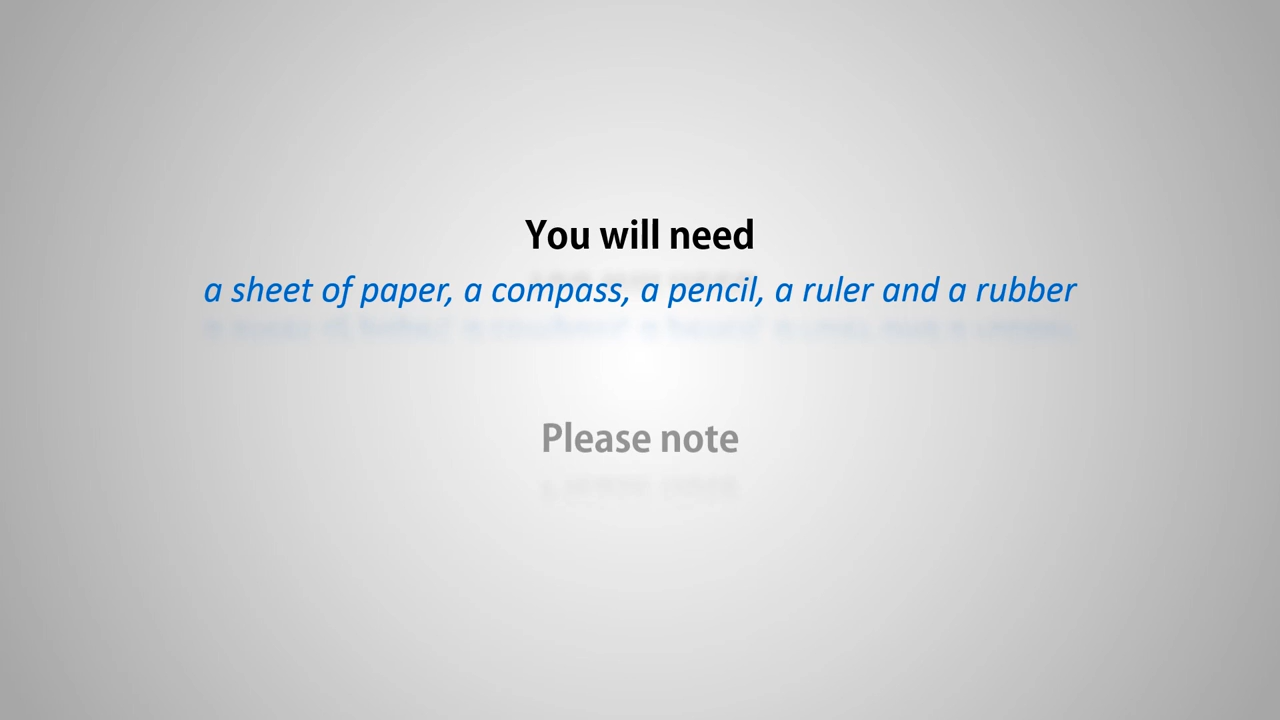 You will need
a sheet of paper, a compass, a pencil, a ruler and a rubber
Please note